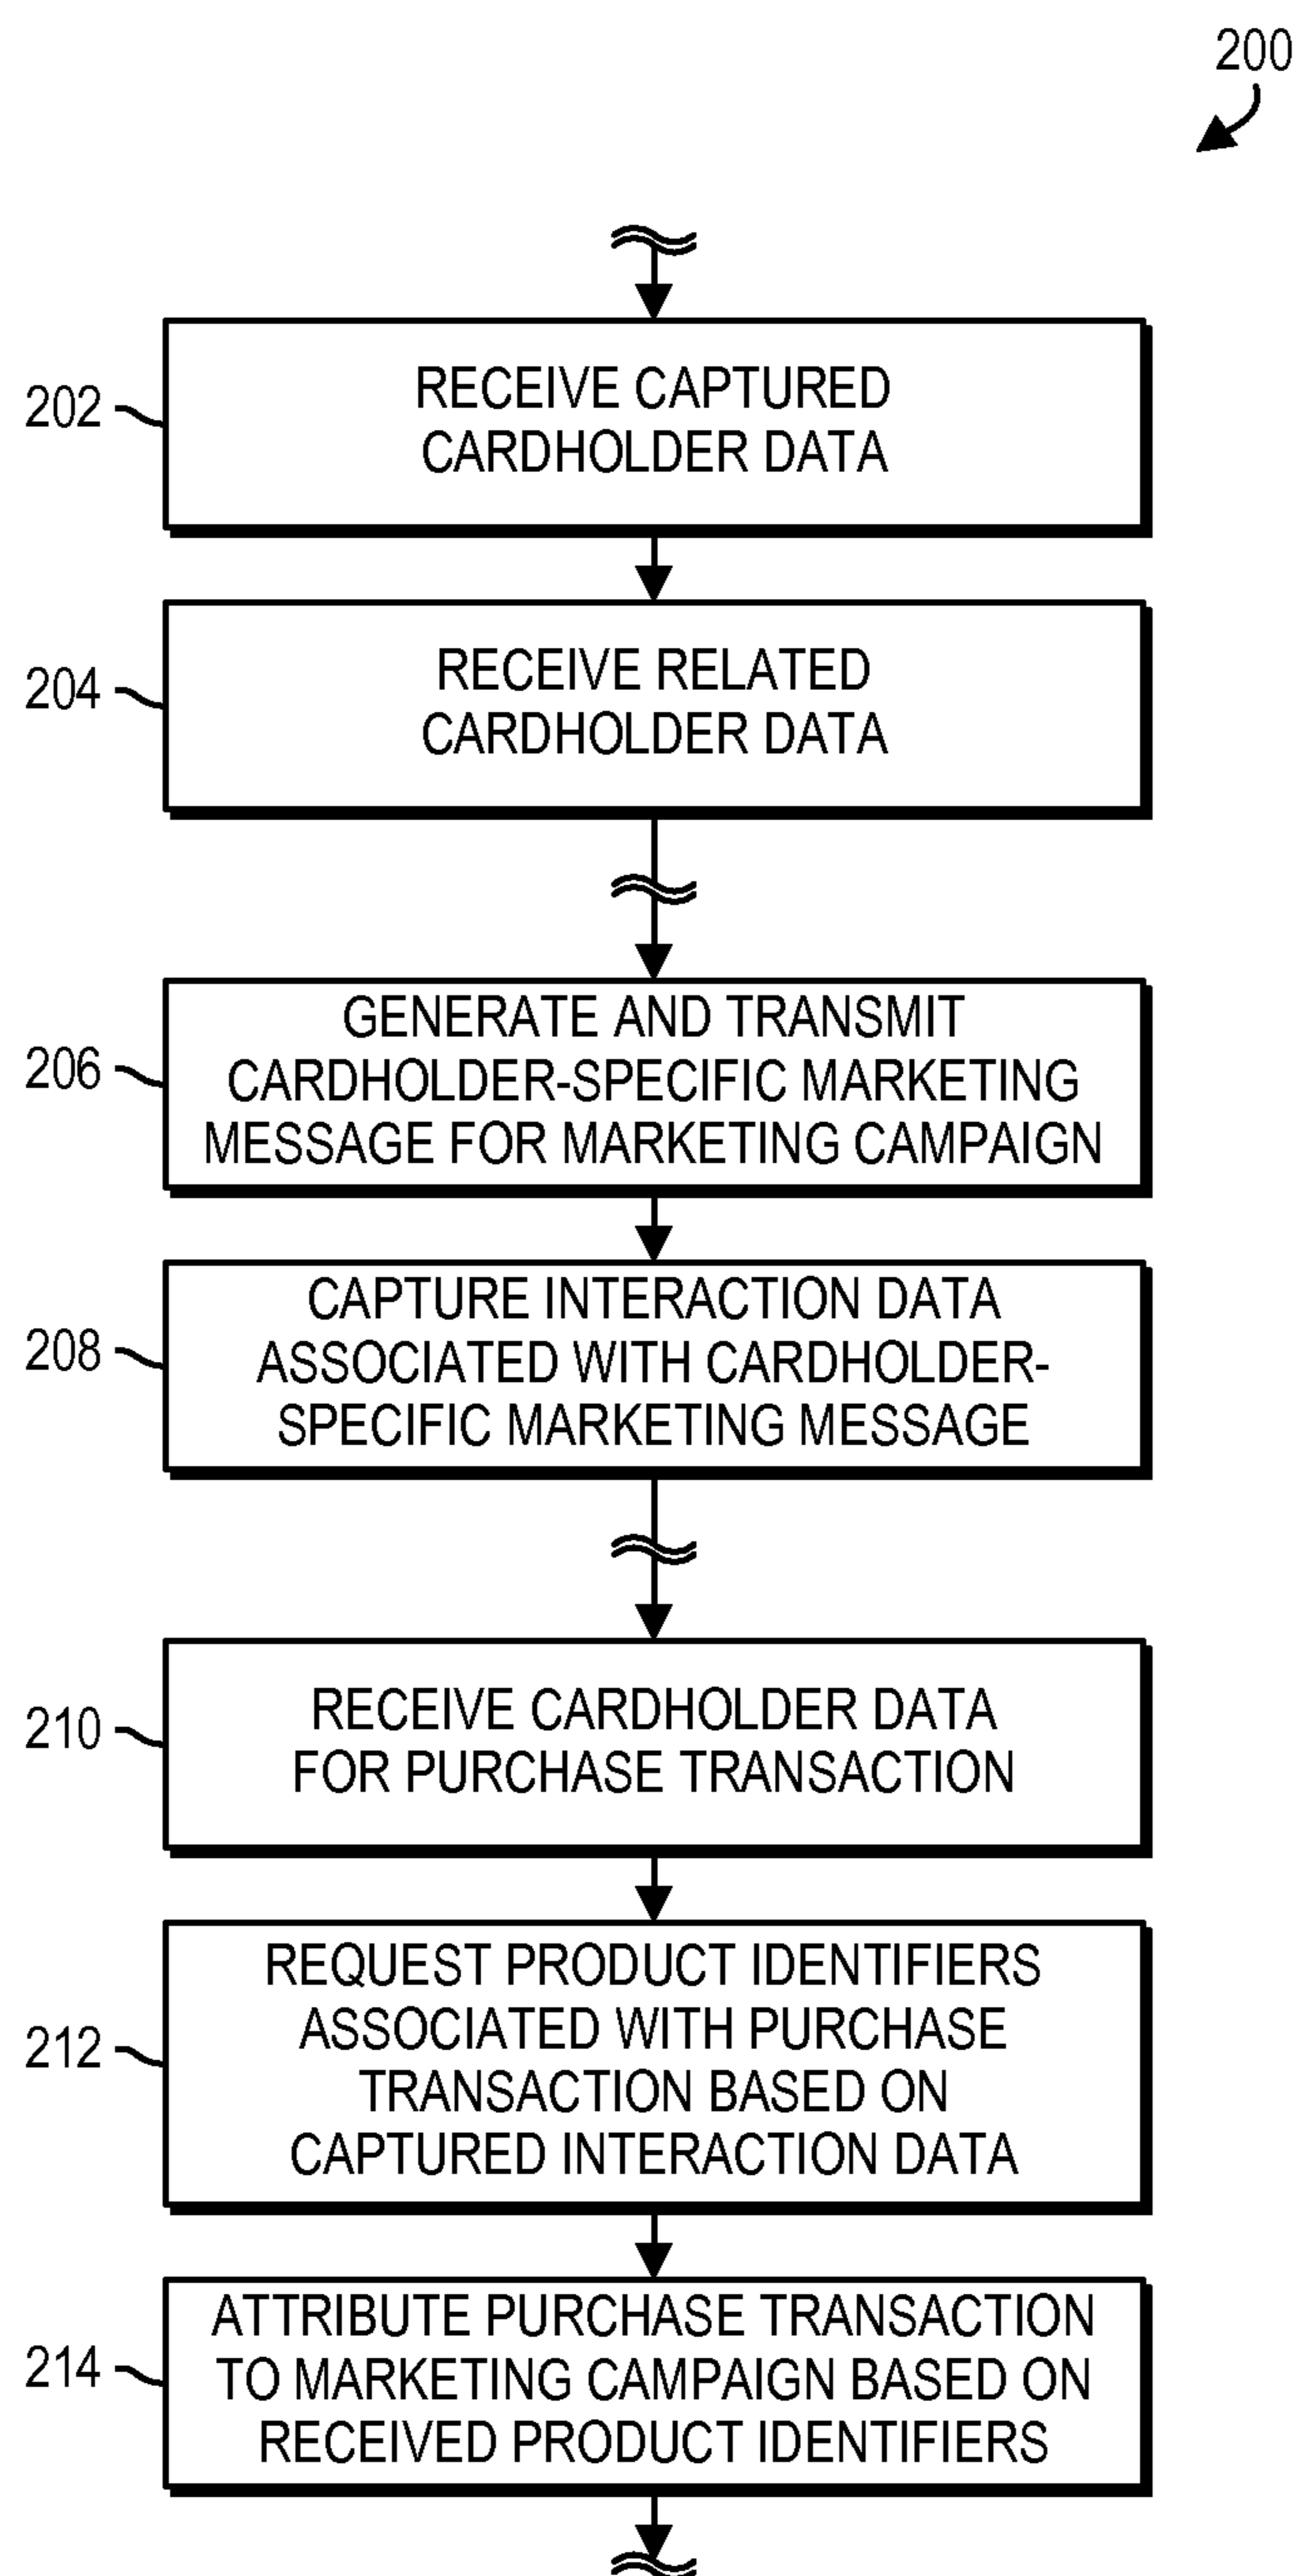 200
202
RECEIVE CAPTURED
CARDHOLDER DATA
204
RECEIVE RELATED
CARDHOLDER DATA
206
GENERATE AND TRANSMIT
CARDHOLDER-SPECIFIC MARKETING
MESSAGE FOR MARKETING CAMPAIGN
208
CAPTURE INTERACTION DATA
ASSOCIATED WITH CARDHOLDER-
SPECIFIC MARKETING MESSAGE
210
RECEIVE CARDHOLDER DATA
FOR PURCHASE TRANSACTION
212
REQUEST PRODUCT IDENTIFIERS
ASSOCIATED WITH PURCHASE
TRANSACTION BASED ON
CAPTURED INTERACTION DATA
214
ATTRIBUTE PURCHASE TRANSACTION
TO MARKETING CAMPAIGN BASED ON
RECEIVED PRODUCT IDENTIFIERS